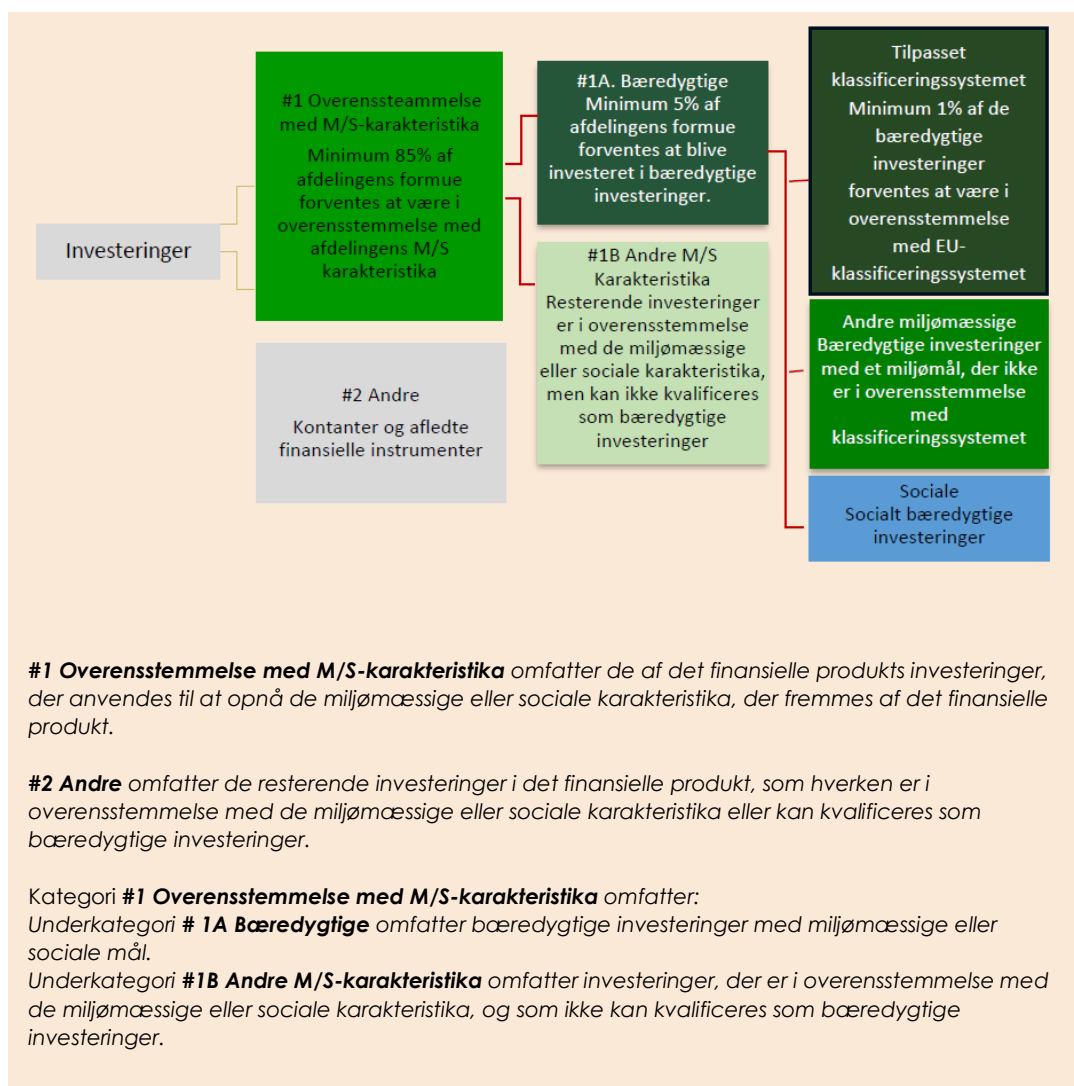 Investeringer
#1 Overenssteammelse
med M/S-karakteristika
Minimum 85% af
afdelingens formue
forventes at være i
overensstemmelse med
afdelingens M/S
karakteristika
#2 Andre
Kontanter og afledte
finansielle instrumenter
#1A. Bæredygtige
Minimum 5% af
afdelingens formue
forventes at blive
investeret i bæredygtige
investeringer.
#1B Andre M/S
Karakteristika
Resterende investeringer
er i overensstemmelse
med de miljømæssige
eller sociale karakteristika,
men kan ikke kvalificeres
som bæredygtige
investeringer
Tilpasset
klassificeringssystemet
Minimum 1% af de
bæredygtige
investeringer
forventes at være i
overensstemmelse
med EU-
klassificeringssystemet
Andre miljømæssige
Bæredygtige investeringer
med et miljømål, der ikke
er i overensstemmelse
med
klassificeringssystemet
Sociale
Socialt bæredygtige
investeringer
#1 Overensstemmelse med M/S-karakteristika omfatter de af det finansielle produkts investeringer,
der anvendes til at opnå de miljømæssige eller sociale karakteristika, der fremmes af det finansielle
produkt.
#2 Andre omfatter de resterende investeringer i det finansielle produkt, som hverken er i
overensstemmelse med de miljømæssige eller sociale karakteristika eller kan kvalificeres som
bæredygtige investeringer.
Kategori #1 Overensstemmelse med M/S-karakteristika omfatter:
Underkategori # 1A Bæredygtige omfatter bæredygtige investeringer med miljømæssige eller
sociale mål.
Underkategori #1B Andre M/S-karakteristika omfatter investeringer, der er i overensstemmelse med
de miljømæssige eller sociale karakteristika, og som ikke kan kvalificeres som bæredygtige
investeringer.